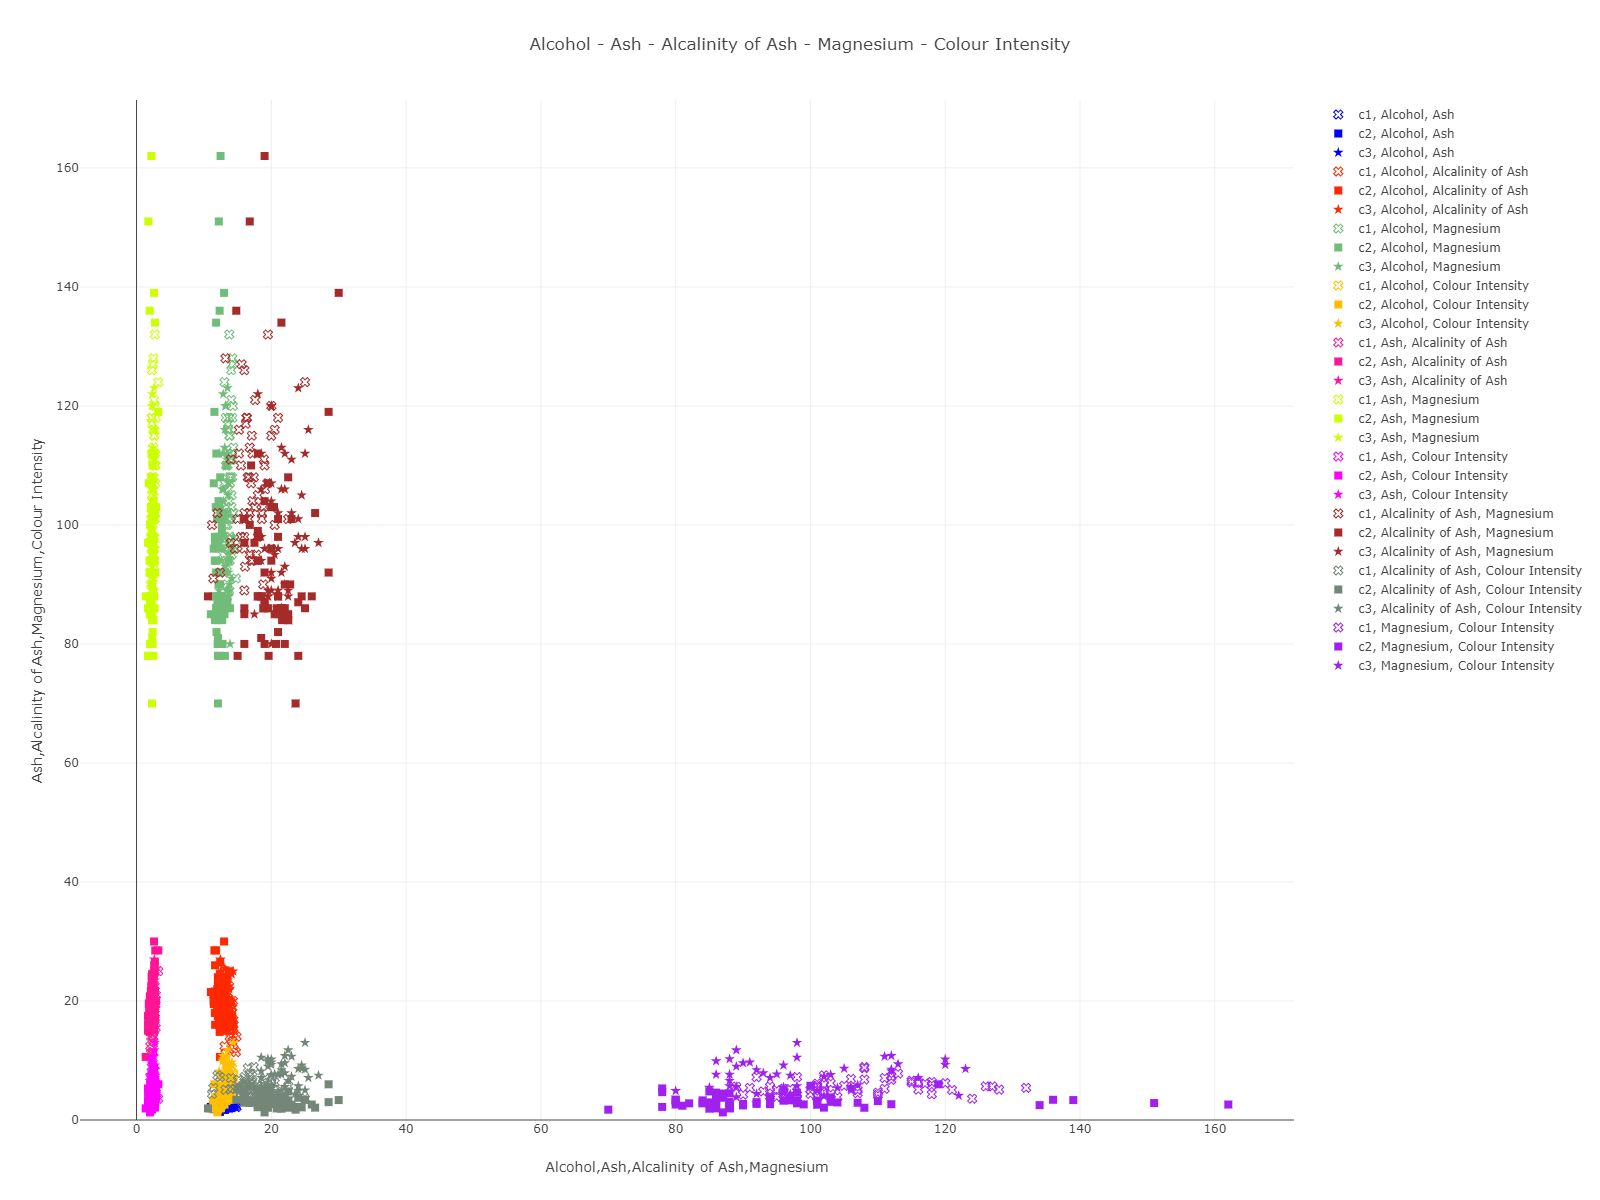 Alcohol - Ash - Alcalinity of Ash - Magnesium - Colour Intensity
c1, Alcohol, Ash
c2, Alcohol, Ash
c3, Alcohol, Ash
c1, Alcohol, Alcalinity of Ash
c2, Alcohol, Alcalinity of Ash
c3, Alcohol, Alcalinity of Ash
c1, Alcohol, Magnesium
c2, Alcohol, Magnesium
c3, Alcohol, Magnesium
c1, Alcohol, Colour Intensity
c2, Alcohol, Colour Intensity
c3, Alcohol, Colour Intensity
c1, Ash, Alcalinity of Ash
c2, Ash, Alcalinity of Ash
c3, Ash, Alcalinity of Ash
c1, Ash, Magnesium
c2, Ash, Magnesium
c3, Ash, Magnesium
c1, Ash, Colour Intensity
c2, Ash, Colour Intensity
c3, Ash, Colour Intensity
c1, Alcalinity of Ash, Magnesium
c2, Alcalinity of Ash, Magnesium
c3, Alcalinity of Ash, Magnesium
c1, Alcalinity of Ash, Colour Intensity
c2, Alcalinity of Ash, Colour Intensity
c3, Alcalinity of Ash, Colour Intensity
c1, Magnesium, Colour Intensity
c2, Magnesium, Colour Intensity
c3, Magnesium, Colour Intensity
Ash,Alcalinity of Ash,Magnesium,Colour Intensity
160
140
120
100
80
60
40
20
0
0 20 40 60 80 100 120 140 160
Alcohol,Ash,Alcalinity of Ash,Magnesium